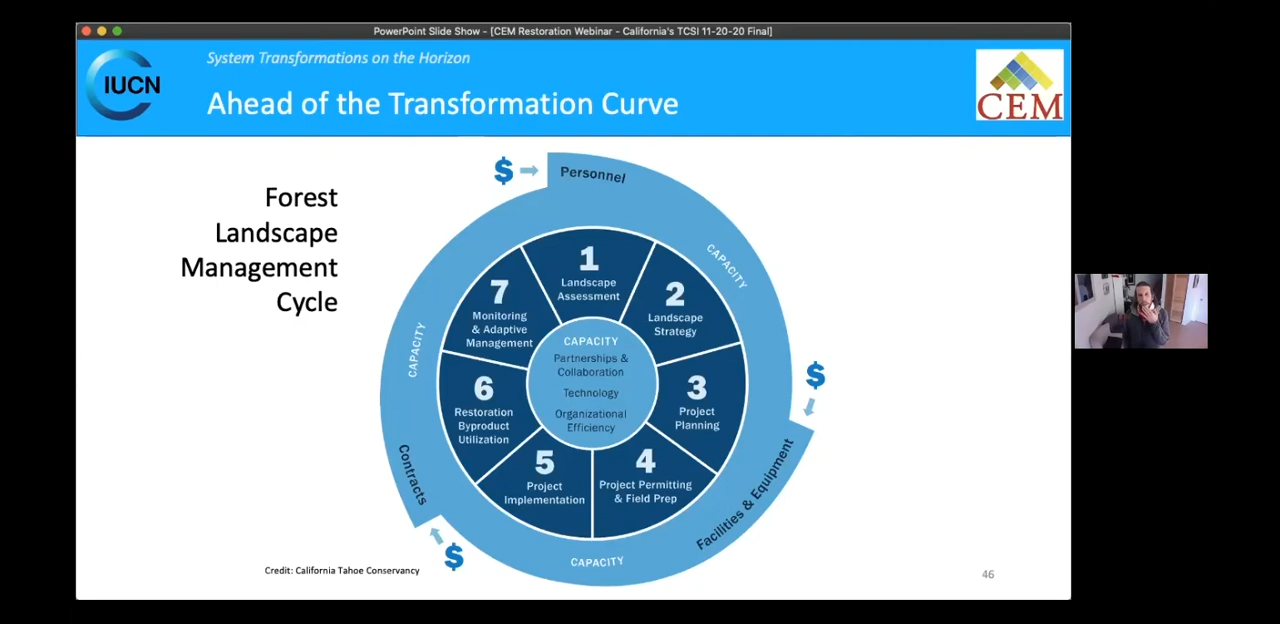 PowerPoint Slide Show - [CEM Restoration Webinar - California's TCSI 11-20-20 Final]
IUCN
System Transformations on the Horizon
Ahead of the Transformation Curve
CEM
Forest
Landscape
Management
Cycle
$
Personnel
CAPACITY
1
Landscape
Assessment
2
Landscape
Strategy
3
Project
Planning
4
Project Permitting
& Field Prep
5
Project
Implementation
6
Restoration
Byproduct
Utilization
7
Monitoring
& Adaptive
Management
CAPACITY
Partnerships &
Collaboration
Technology
Organizational
Efficiency
$
Facilities & Equipment
CAPACITY
$
Contracts
CAPACITY
Credit: California Tahoe Conservancy
46